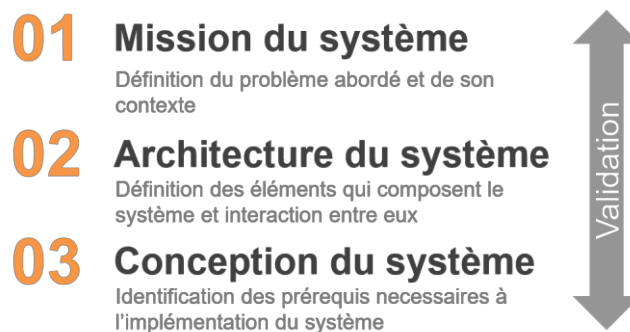 01 Mission du système
Définition du problème abordé et de son
contexte
02 Architecture du système
Définition des éléments qui composent le
système et interaction entre eux
03 Conception du système
Identification des prérequis necessaires à
l'implémentation du système
Validation